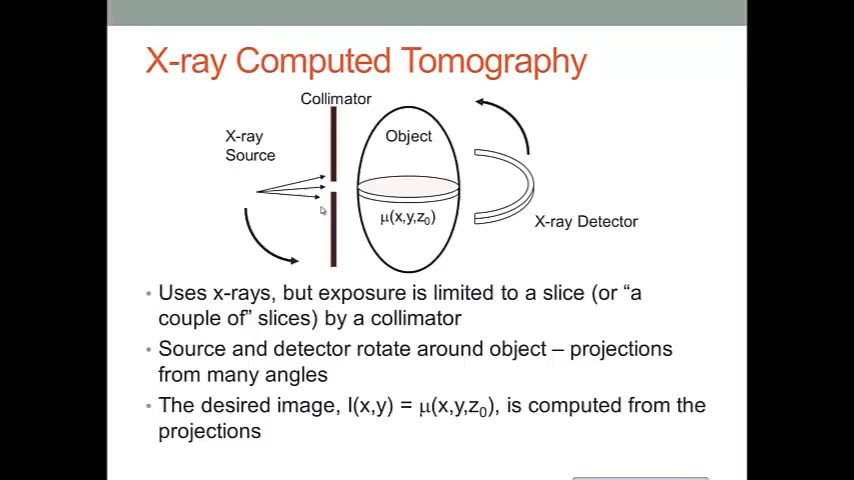 X-ray Computed Tomography
Collimator
X-ray
Source
Object
μ(x,y,z0)
X-ray Detector
• Uses x-rays, but exposure is limited to a slice (or “a
couple of” slices) by a collimator
• Source and detector rotate around object – projections
from many angles
• The desired image, I(x,y) = μ(x,y,z0), is computed from the
projections